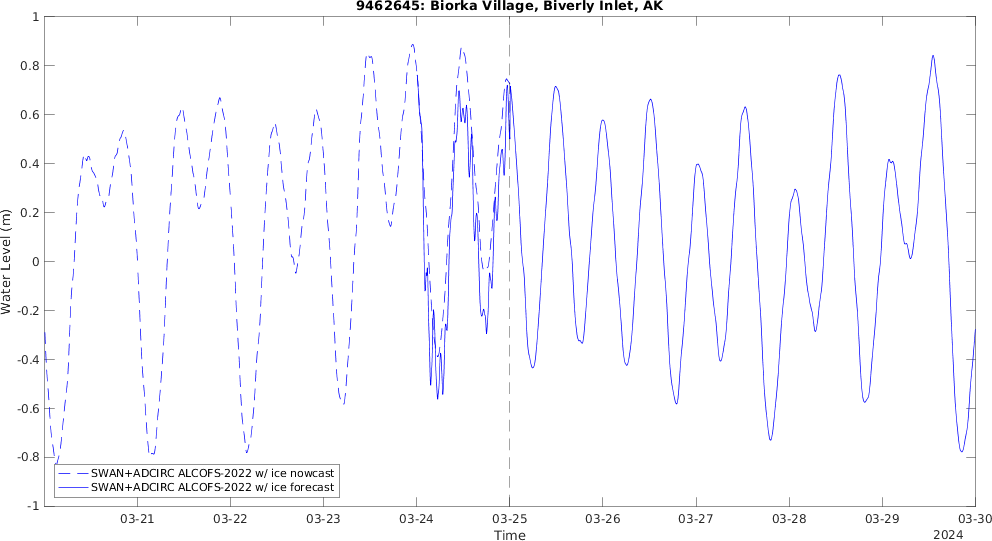 9462645: Biorka Village, Biverly Inlet, AK
Water Level (m)
1
0.8
0.6
0.4
0.2
0
-0.2
-0.4
-0.6
-0.8
-1
SWAN+ADCIRC ALCOFS-2022 w/ ice nowcast
SWAN+ADCIRC ALCOFS-2022 w/ ice forecast
03-21 03-22 03-23 03-24 03-25 03-26 03-27 03-28 03-29 03-30
Time
2024